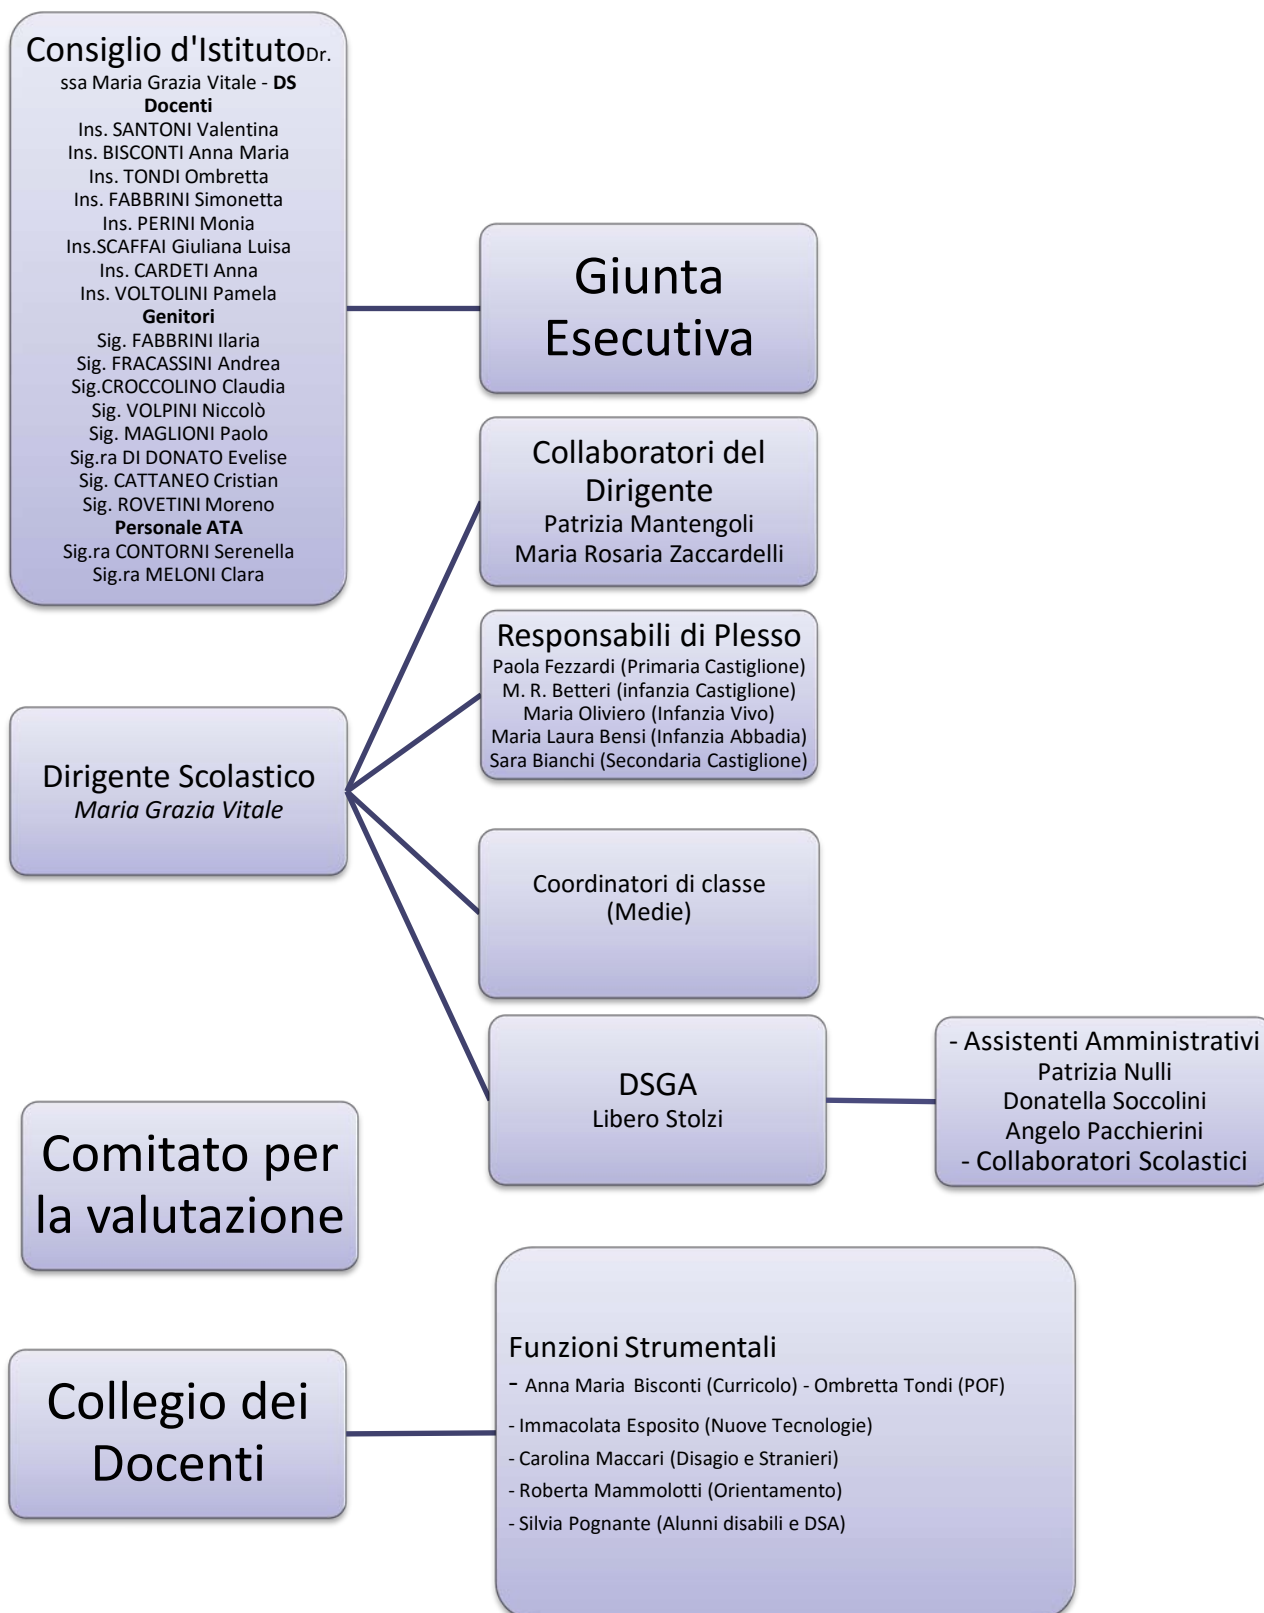 Consiglio d'Istituto Dr.
ssa Maria Grazia Vitale - DS
Docenti
Ins. SANTONI Valentina
Ins. BISCONTI Anna Maria
Ins. TONDI Ombretta
Ins. FABBRINI Simonetta
Ins. PERINI Monia
Ins.SCAFFAI Giuliana Luisa
Ins. CARDETI Anna
Ins. VOLTOLINI Pamela
Genitori
Sig. FABBRINI Ilaria
Sig. FRACASSINI Andrea
Sig.CROCCOLINO Claudia
Sig. VOLPINI Niccolò
Sig. MAGLIONI Paolo
Sig.ra DI DONATO Evelise
Sig. CATTANEO Cristian
Sig. ROVETINI Moreno
Personale ATA
Sig.ra CONTORNI Serenella
Sig.ra MELONI Clara
Giunta
Esecutiva
Collaboratori del
Dirigente
Patrizia Mantengoli
Maria Rosaria Zaccardelli
Responsabili di Plesso
Paola Fezzardi (Primaria Castiglione)
M. R. Betteri (infanzia Castiglione)
Maria Oliviero (Infanzia Vivo)
Maria Laura Bensi (Infanzia Abbadia)
Sara Bianchi (Secondaria Castiglione)
Dirigente Scolastico
Maria Grazia Vitale
Coordinatori di classe
(Medie)
DSGA
Libero Stolzi
- Assistenti Amministrativi
Patrizia Nulli
Donatella Soccolini
Angelo Pacchierini
- Collaboratori Scolastici
Comitato per
la valutazione
Collegio dei
Docenti
Funzioni Strumentali
- Anna Maria Bisconti (Curricolo) - Ombretta Tondi (POF)
- Immacolata Esposito (Nuove Tecnologie)
- Carolina Maccari (Disagio e Stranieri)
- Roberta Mammolotti (Orientamento)
- Silvia Pognante (Alunni disabili e DSA)